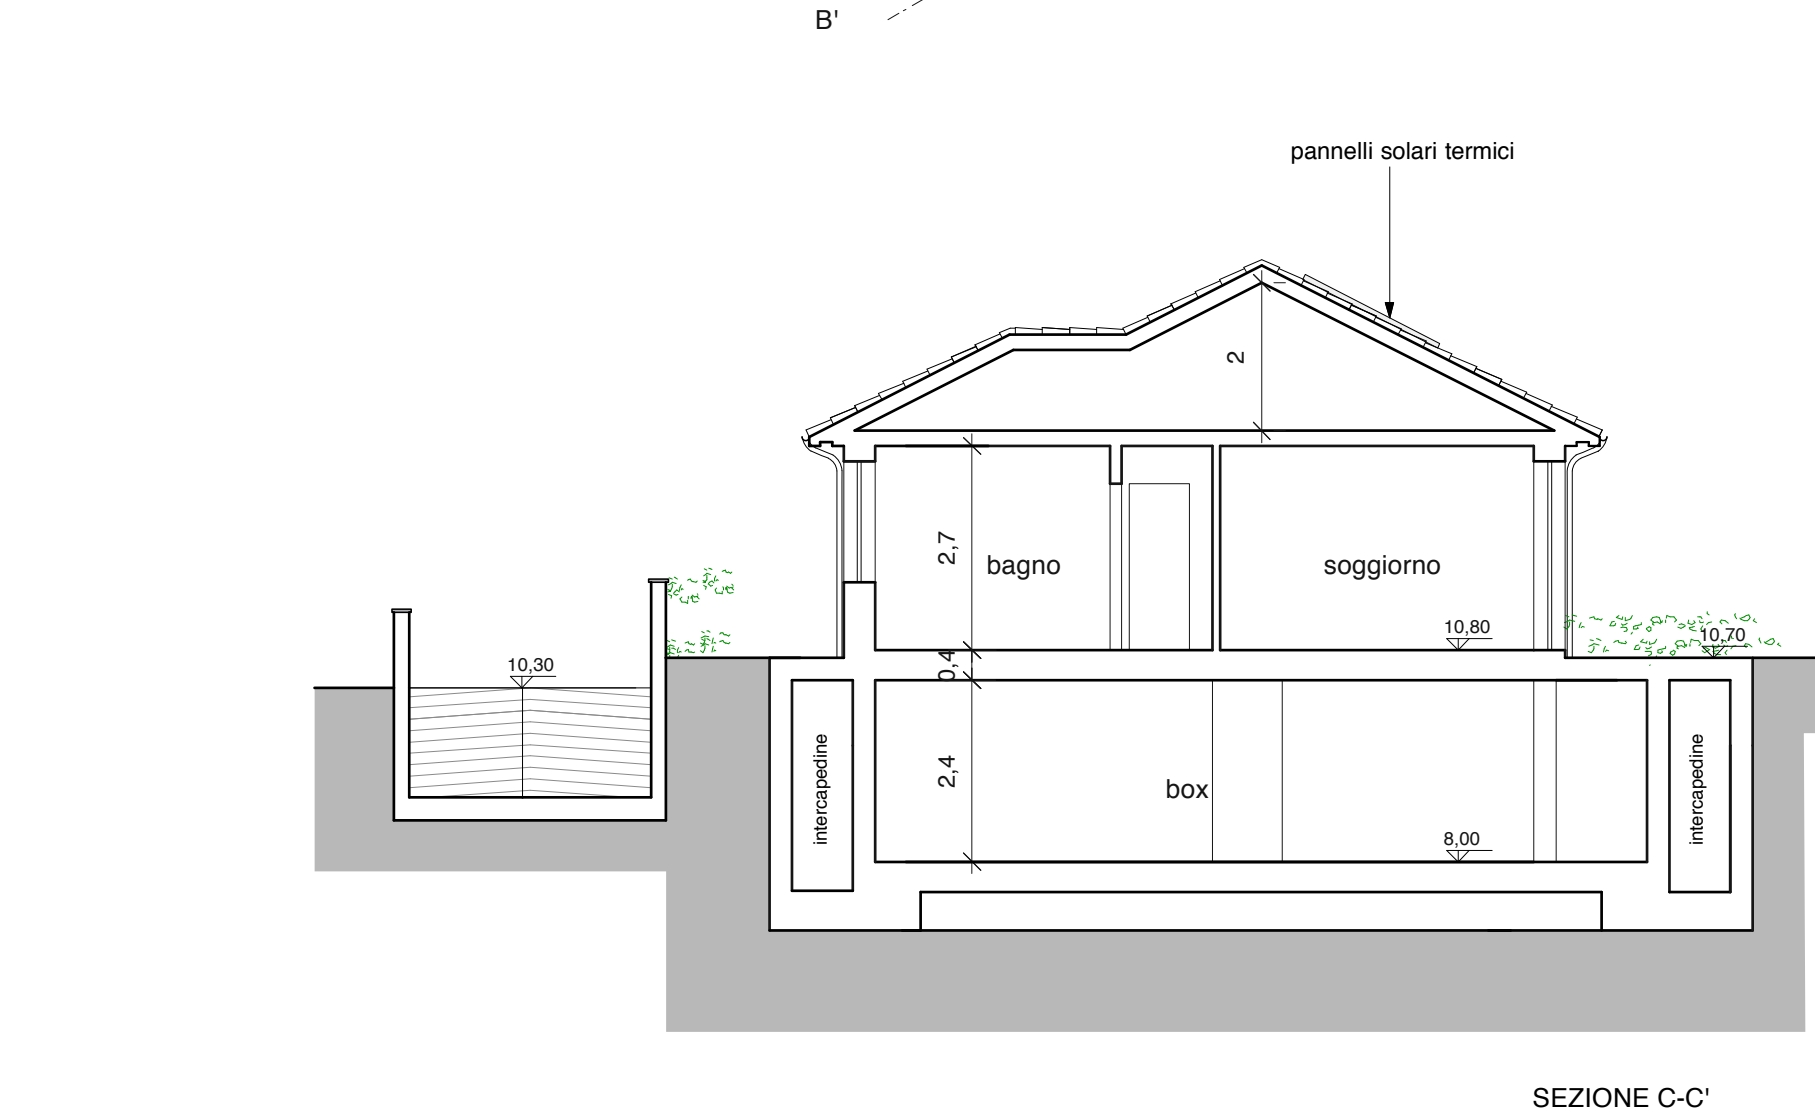 B'
pannelli solari termici
2
2,7
bagno
soggiorno
10,80
10,70
0,4
10,30
intercapedine
2,4
box
8,00
intercapedine
SEZIONE C-C'